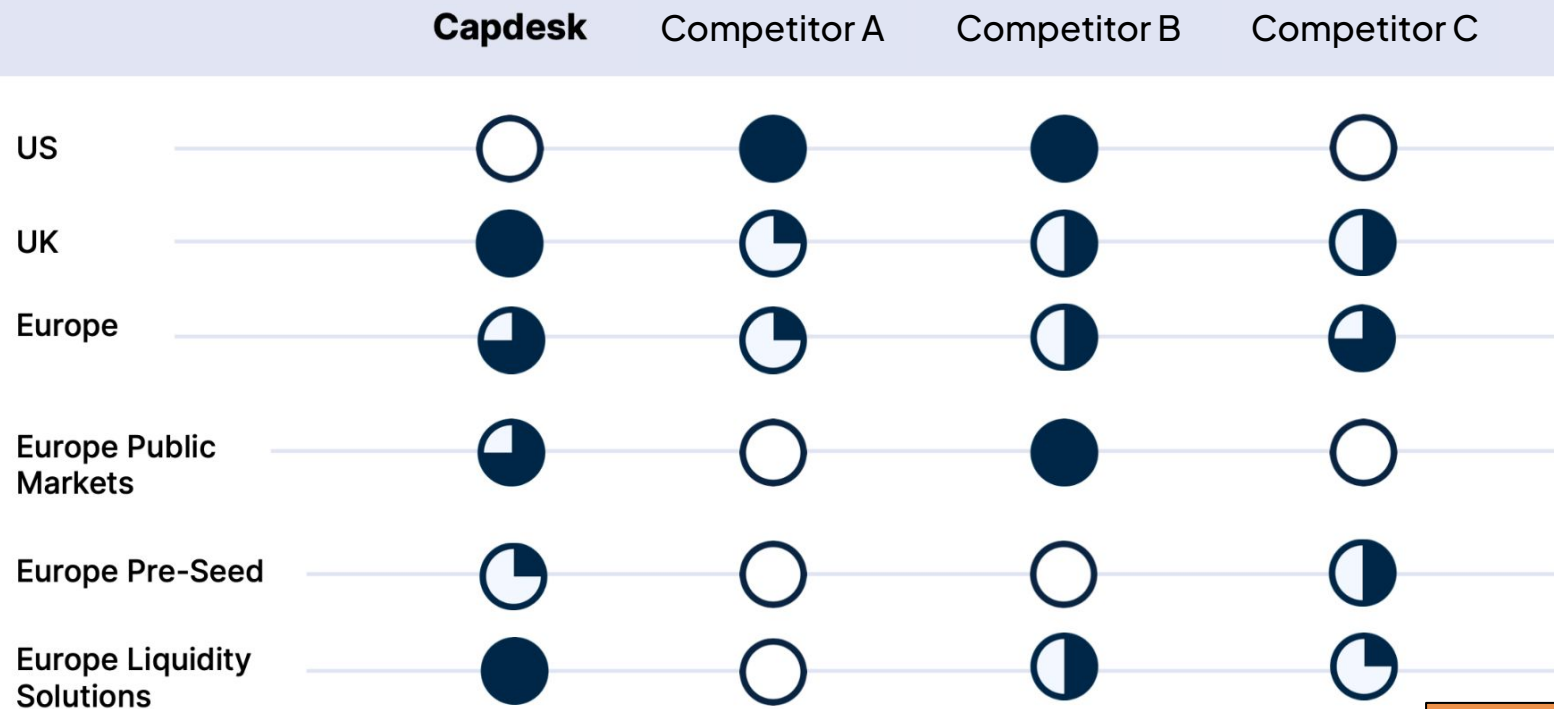 Capdesk Competitor A Competitor B Competitor C
US
UK
Europe
Europe Public
Markets
Europe Pre-Seed
Europe Liquidity
Solutions